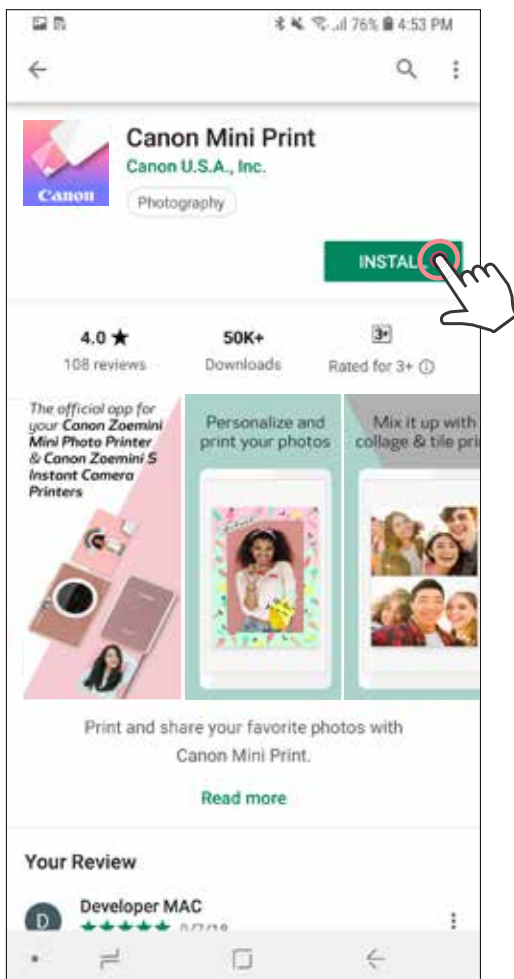 76% 4:53 PM
Canon Mini Print
Canon U.S.A., Inc.
Canon
Photography
INSTALL
4.0 ★
50K+
3+
108 reviews
Downloads
Rated for 3+
The official app for
your Canon Zoemini
Mini Photo Printer
& Canon Zoemini S
Instant Camera
Printers
Personalize and
print your photos
Mix it up with
collage & tile pri
Print and share your favorite photos with
Canon Mini Print.
Read more
Your Review
D
Developer MAC
★★★★★